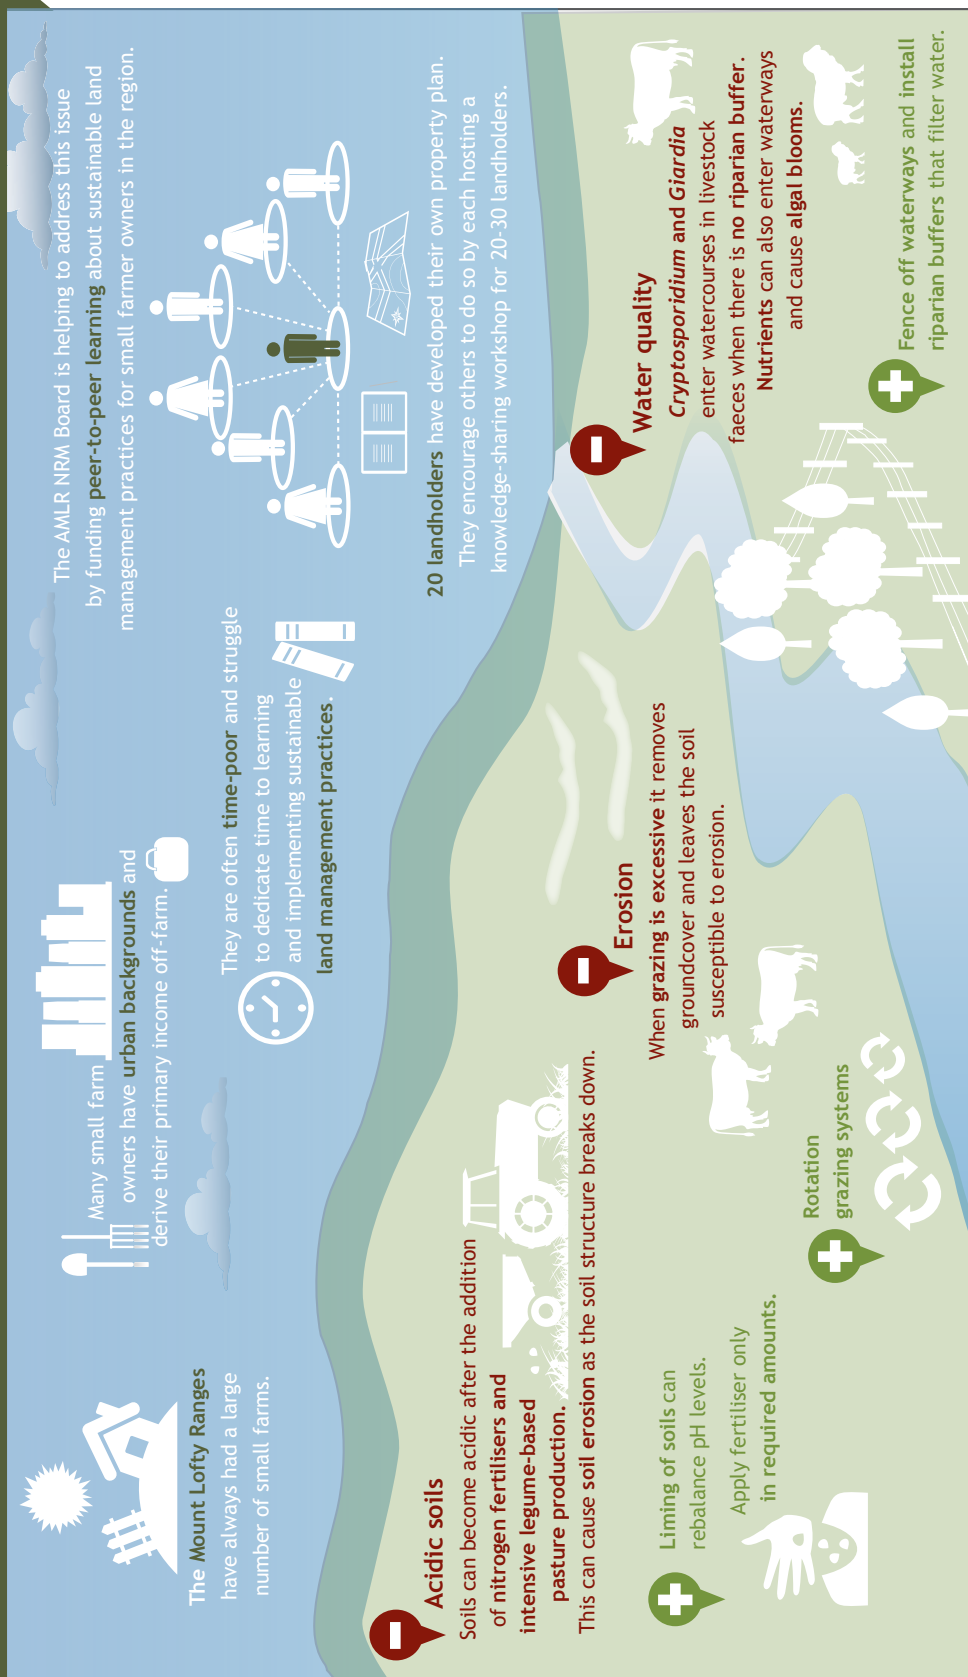 The Mount Lofty Ranges
have always had a large
number of small farms.
Many small farm
owners have urban backgrounds and
derive their primary income off-farm.
They are often time-poor and struggle
to dedicate time to learning
and implementing sustainable
land management practices.
The AMLR NRM Board is helping to address this issue
by funding peer-to-peer learning about sustainable land
management practices for small farmer owners in the region.
20 landholders have developed their own property plan.
They encourage others to do so by each hosting a
knowledge-sharing workshop for 20-30 landholders.
Acidic soils
Soils can become acidic after the addition
of nitrogen fertilisers and
intensive legume-based
pasture production.
This can cause soil erosion as the soil structure breaks down.
Liming of soils can
rebalance pH levels.
Apply fertiliser only
in required amounts.
Erosion
When grazing is excessive it removes
groundcover and leaves the soil
susceptible to erosion.
Rotation
grazing systems
Water quality
Cryptosporidium and Giardia
enter watercourses in livestock
faeces when there is no riparian buffer.
Nutrients can also enter waterways
and cause algal blooms.
Fence off waterways and install
riparian buffers that filter water.